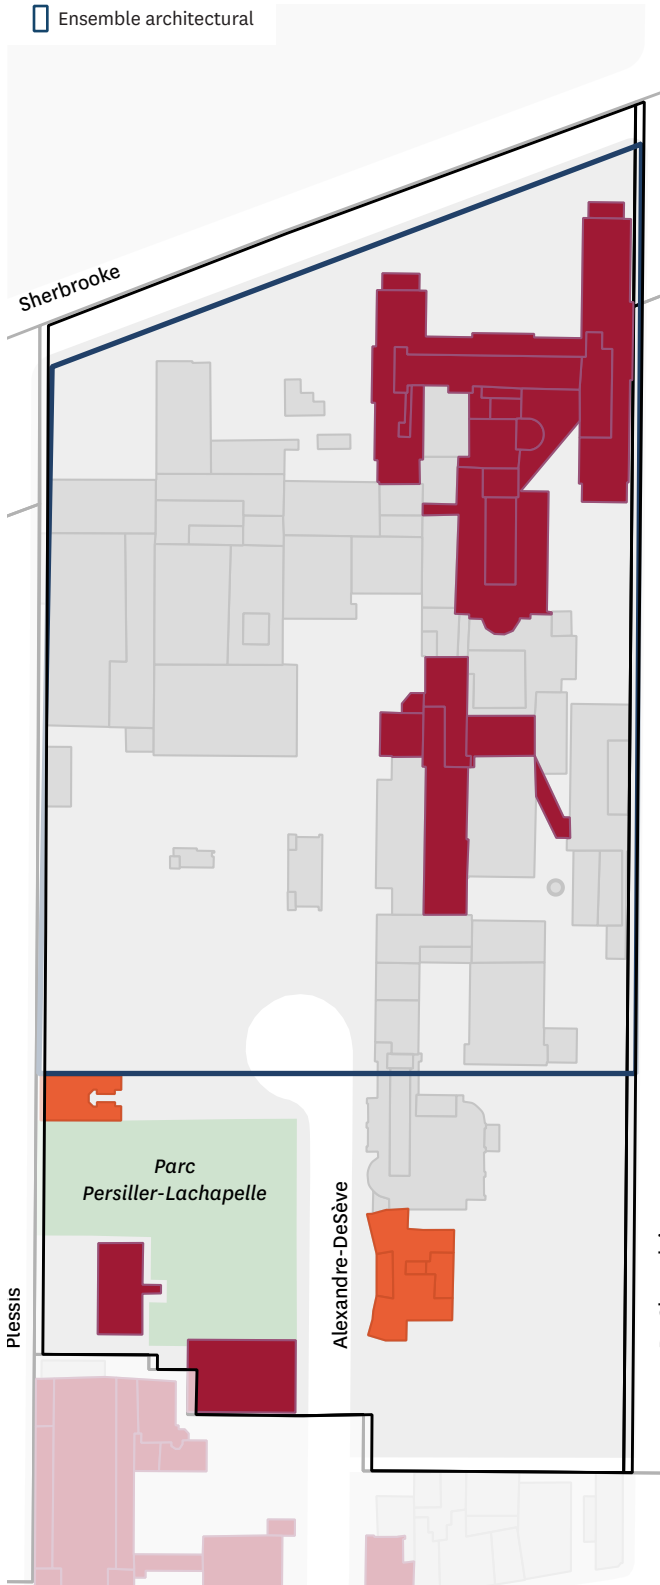 Ensemble architectural
Sherbrooke
Parc
Persiller-Lachapelle
Alexandre-DeSève
Plessis